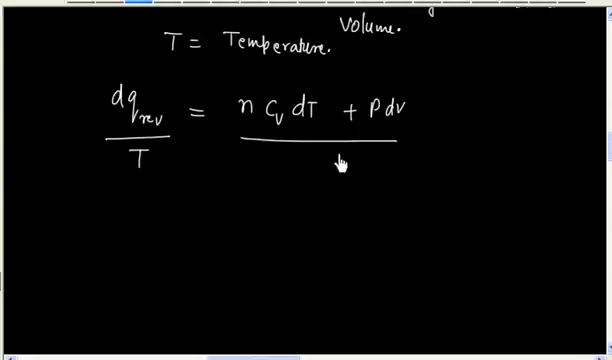 Volume.
T = Temperature.
dq_rev / T = n C_v dT + P dv